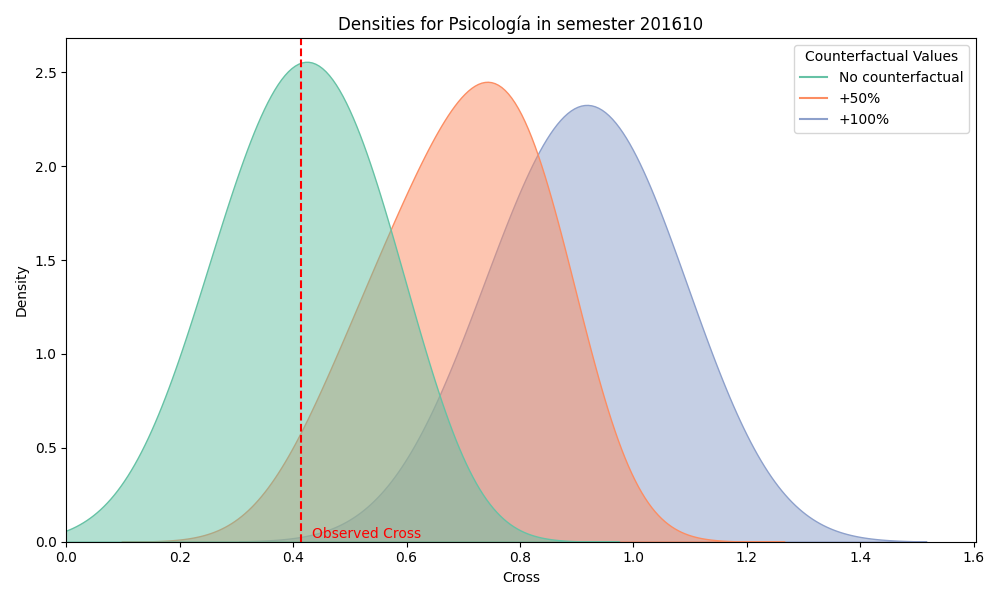 Densities for Psicología in semester 201610
Counterfactual Values
No counterfactual
+50%
+100%
Density
2.5
2.0
1.5
1.0
0.5
0.0
Observed Cross
0.0 0.2 0.4 0.6 0.8 1.0 1.2 1.4 1.6
Cross